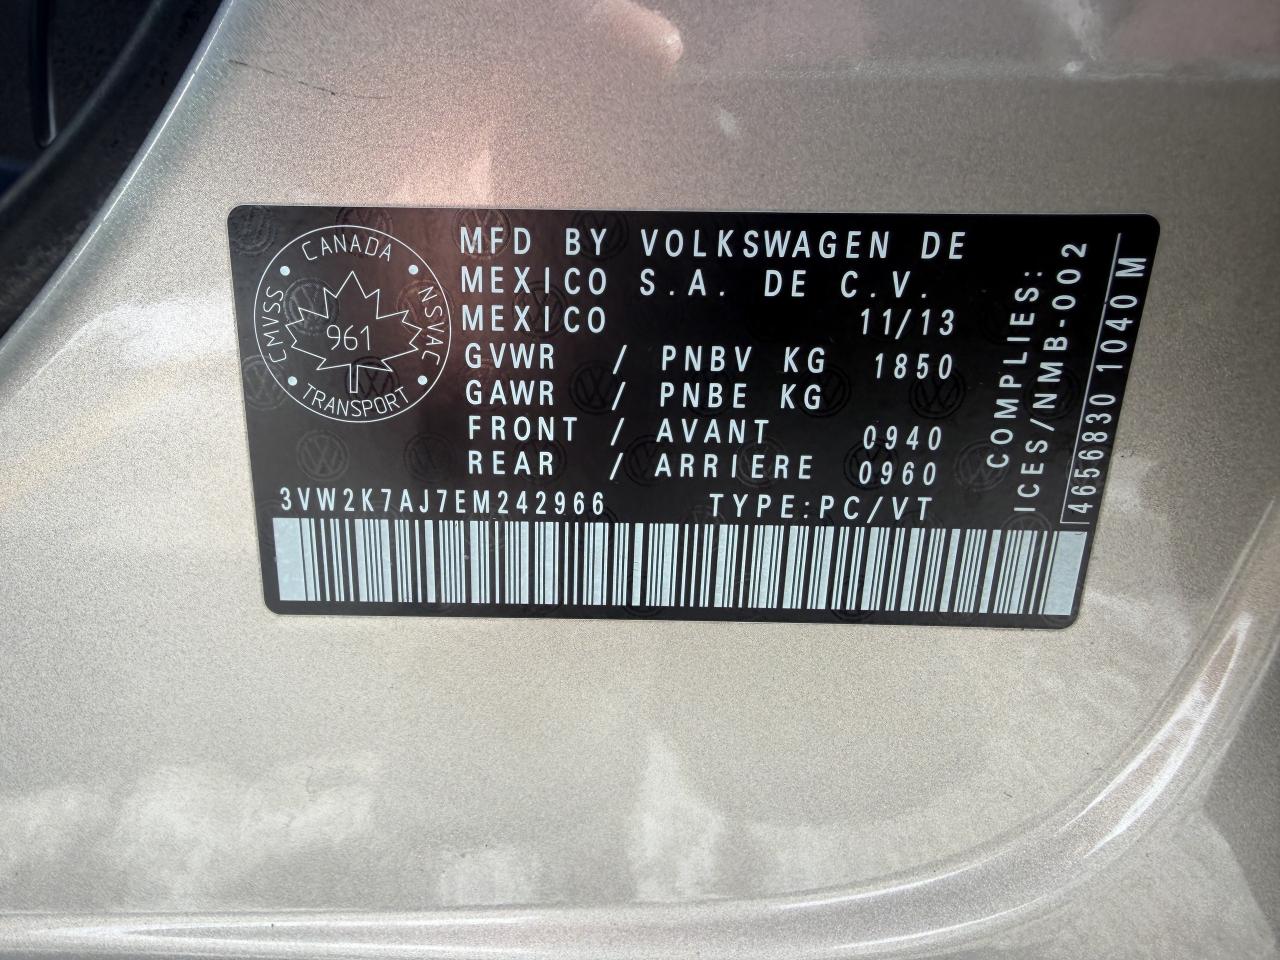 CANADA
CMVSS
NSVAC
961
TRANSPORT
MFD BY VOLKSWAGEN DE
MEXICO S.A. DE C.V.
MEXICO 11/13
GVWR / PNBV KG 1850
GAWR / PNBE KG
FRONT / AVANT 0940
REAR / ARRIERE 0960
3VW2K7AJ7EM242966 TYPE:PC/VT
COMPLIES:
ICES/NMB-002
4656830 1040 M